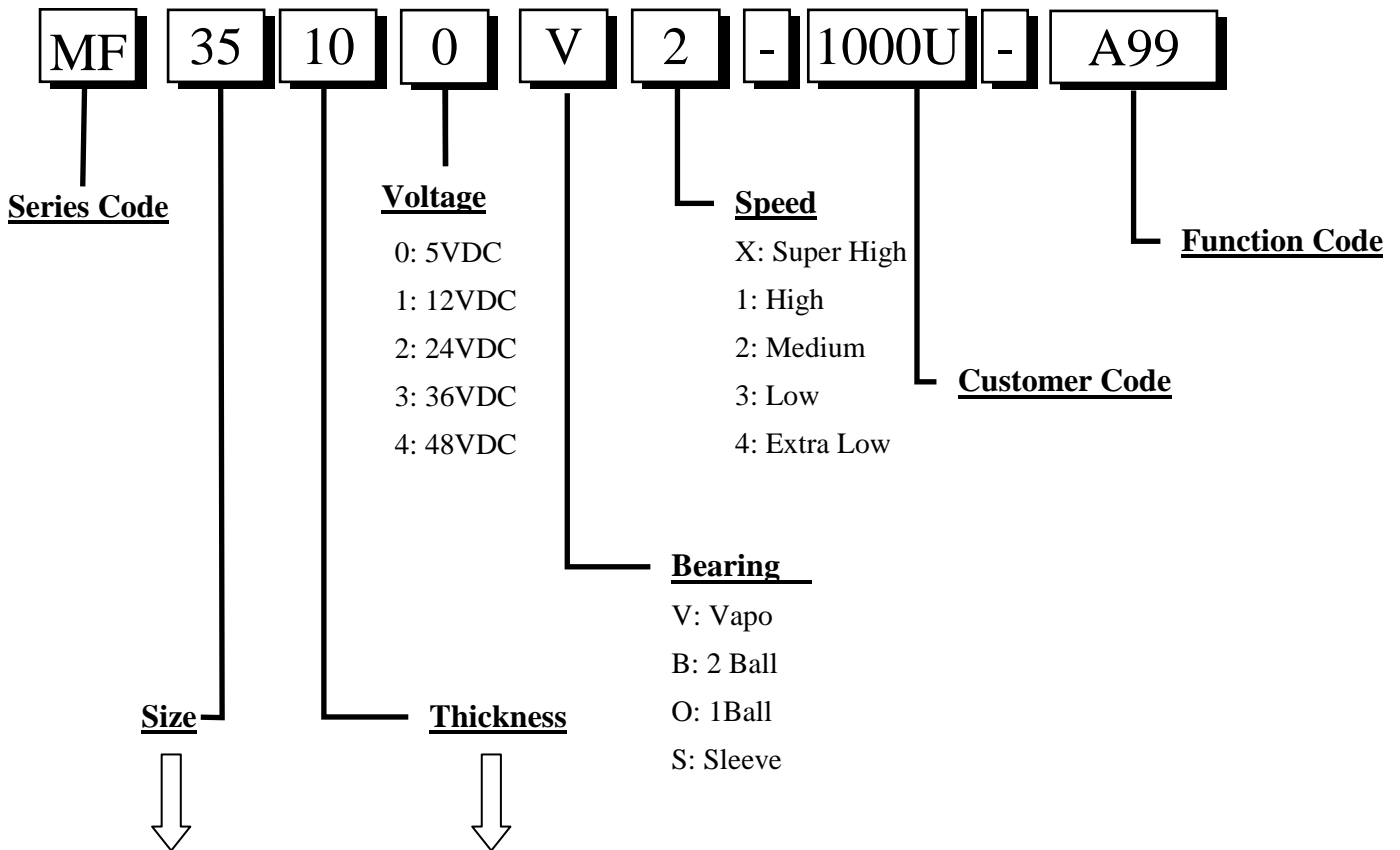 MF 35 10 0 V 2 - 1000U - A99
Series Code
Voltage
0: 5VDC
1: 12VDC
2: 24VDC
3: 36VDC
4: 48VDC
Speed
X: Super High
1: High
2: Medium
3: Low
4: Extra Low
Function Code
Customer Code
Bearing
V: Vapo
B: 2 Ball
O: 1Ball
S: Sleeve
Size
Thickness